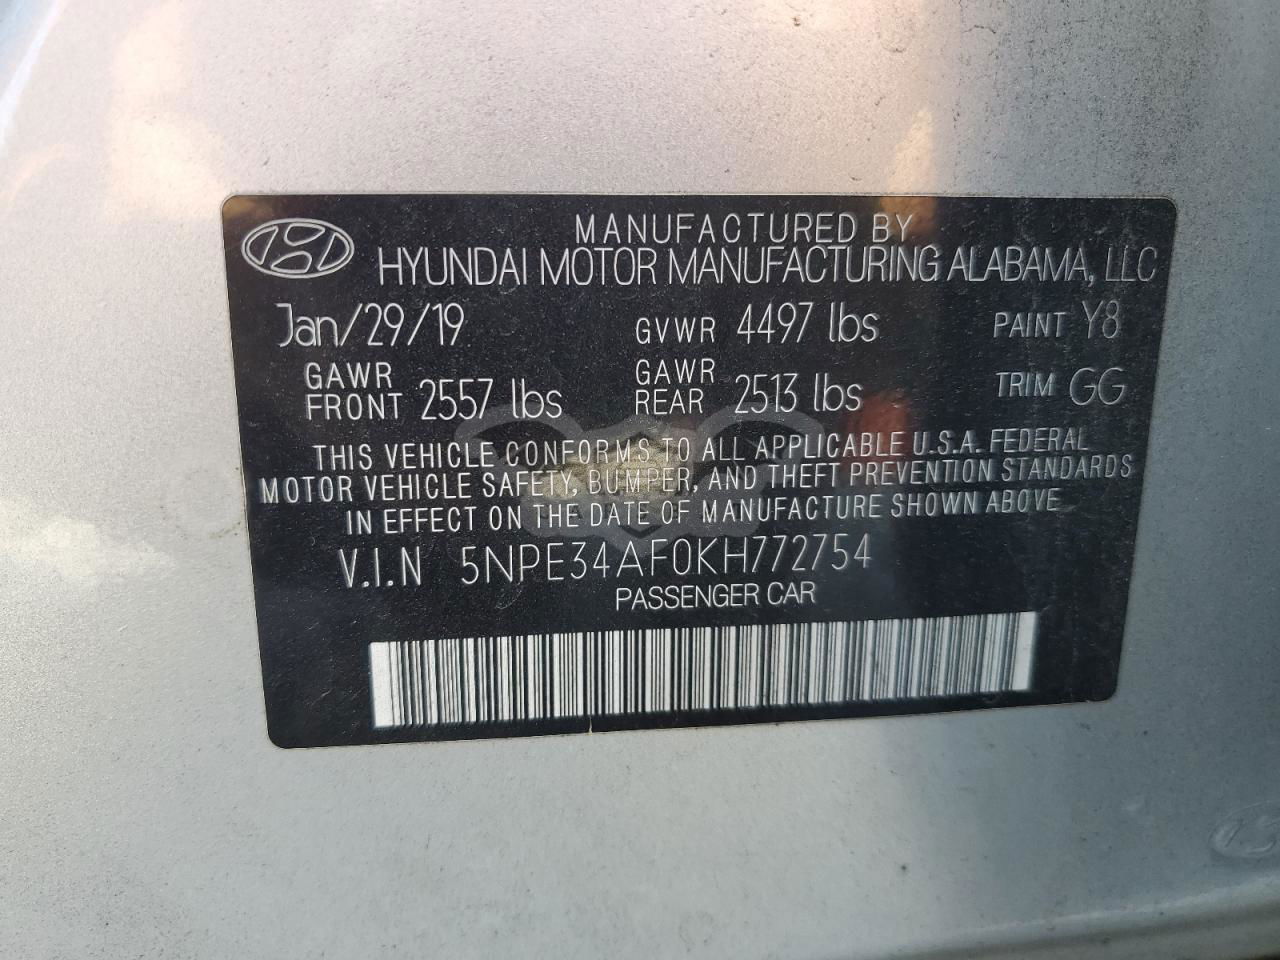 MANUFACTURED BY
HYUNDAI MOTOR MANUFACTURING ALABAMA, LLC
Jan/29/19 GVWR 4497 lbs PAINT Y8
GAWR FRONT 2557 lbs GAWR REAR 2513 lbs TRIM GG
THIS VEHICLE CONFORMS TO ALL APPLICABLE U.S.A. FEDERAL
MOTOR VEHICLE SAFETY, BUMPER, AND THEFT PREVENTION STANDARDS
IN EFFECT ON THE DATE OF MANUFACTURE SHOWN ABOVE
V.I.N 5NPE34AF0KH772754
PASSENGER CAR